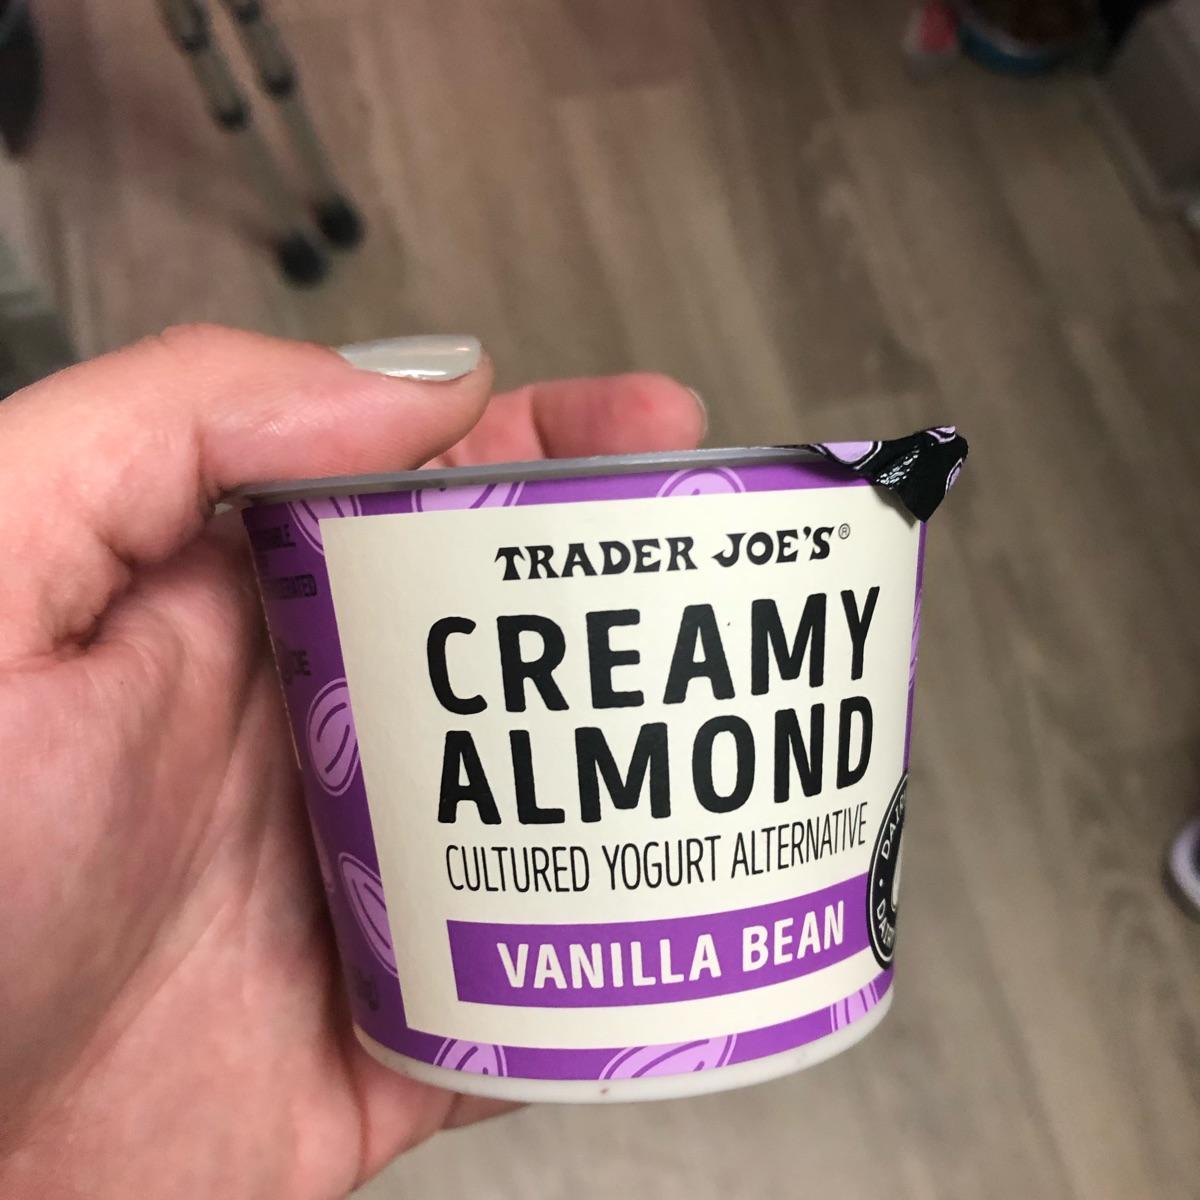 TRADER JOE'S®
CREAMY
ALMOND
CULTURED YOGURT ALTERNATIVE
VANILLA BEAN